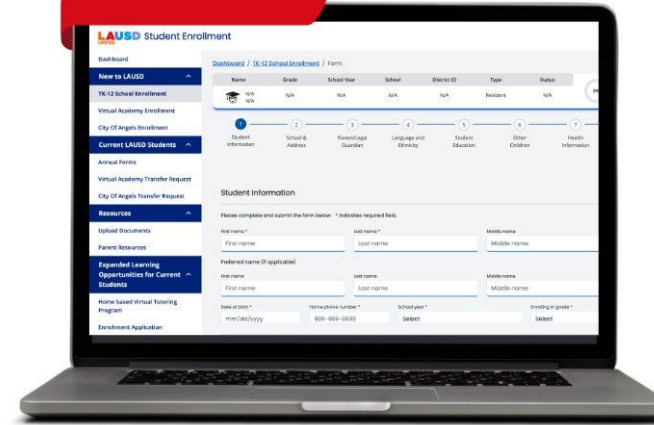 LAUSD Student Enrollment
UNIFIED
Dashboard
New to LAUSD
TK-12 School Enrollment
Virtual Academy Enrollment
City Of Angels Enrollment
Current LAUSD Students
Annual Forms
Virtual Academy Transfer Request
City Of Angels Transfer Request
Resources
Upload Documents
Parent Resources
Expanded Learning
Opportunities for Current
Students
Home based Virtual Tutoring
Program
Enrichment Application
Dashboard / TK-12 School Enrollment / Form
Name Grade School Year School District ID Type Status
N/A N/A N/A N/A N/A Resident N/A
N/A
1 2 3 4 5 6 7
Student School & Parent/Legal Language and Student Other Health
Information Address Guardian Ethnicity Education Children Information
Student Information
Please complete and submit the form below. * indicates required field.
First name * Last name * Middle name
First name Last name Middle name
Preferred name (if applicable)
First name Last name Middle name
First name Last name Middle name
Date of birth * Home phone number * School year * Enrolling in grade *
mm/dd/yyyy 999-999-9999 Select Select